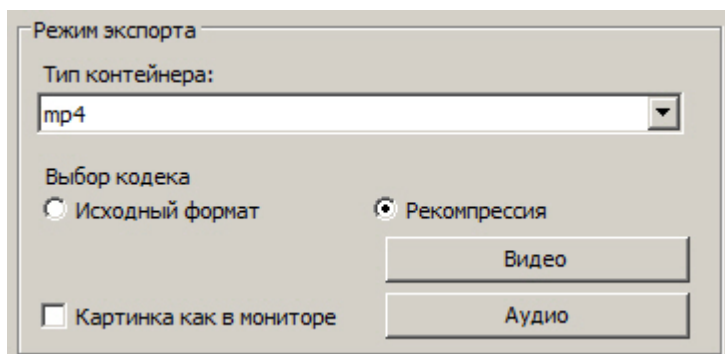 Режим экспорта
Тип контейнера:
mp4
Выбор кодека
Исходный формат
Рекомпрессия
Видео
Картинка как в мониторе
Аудио